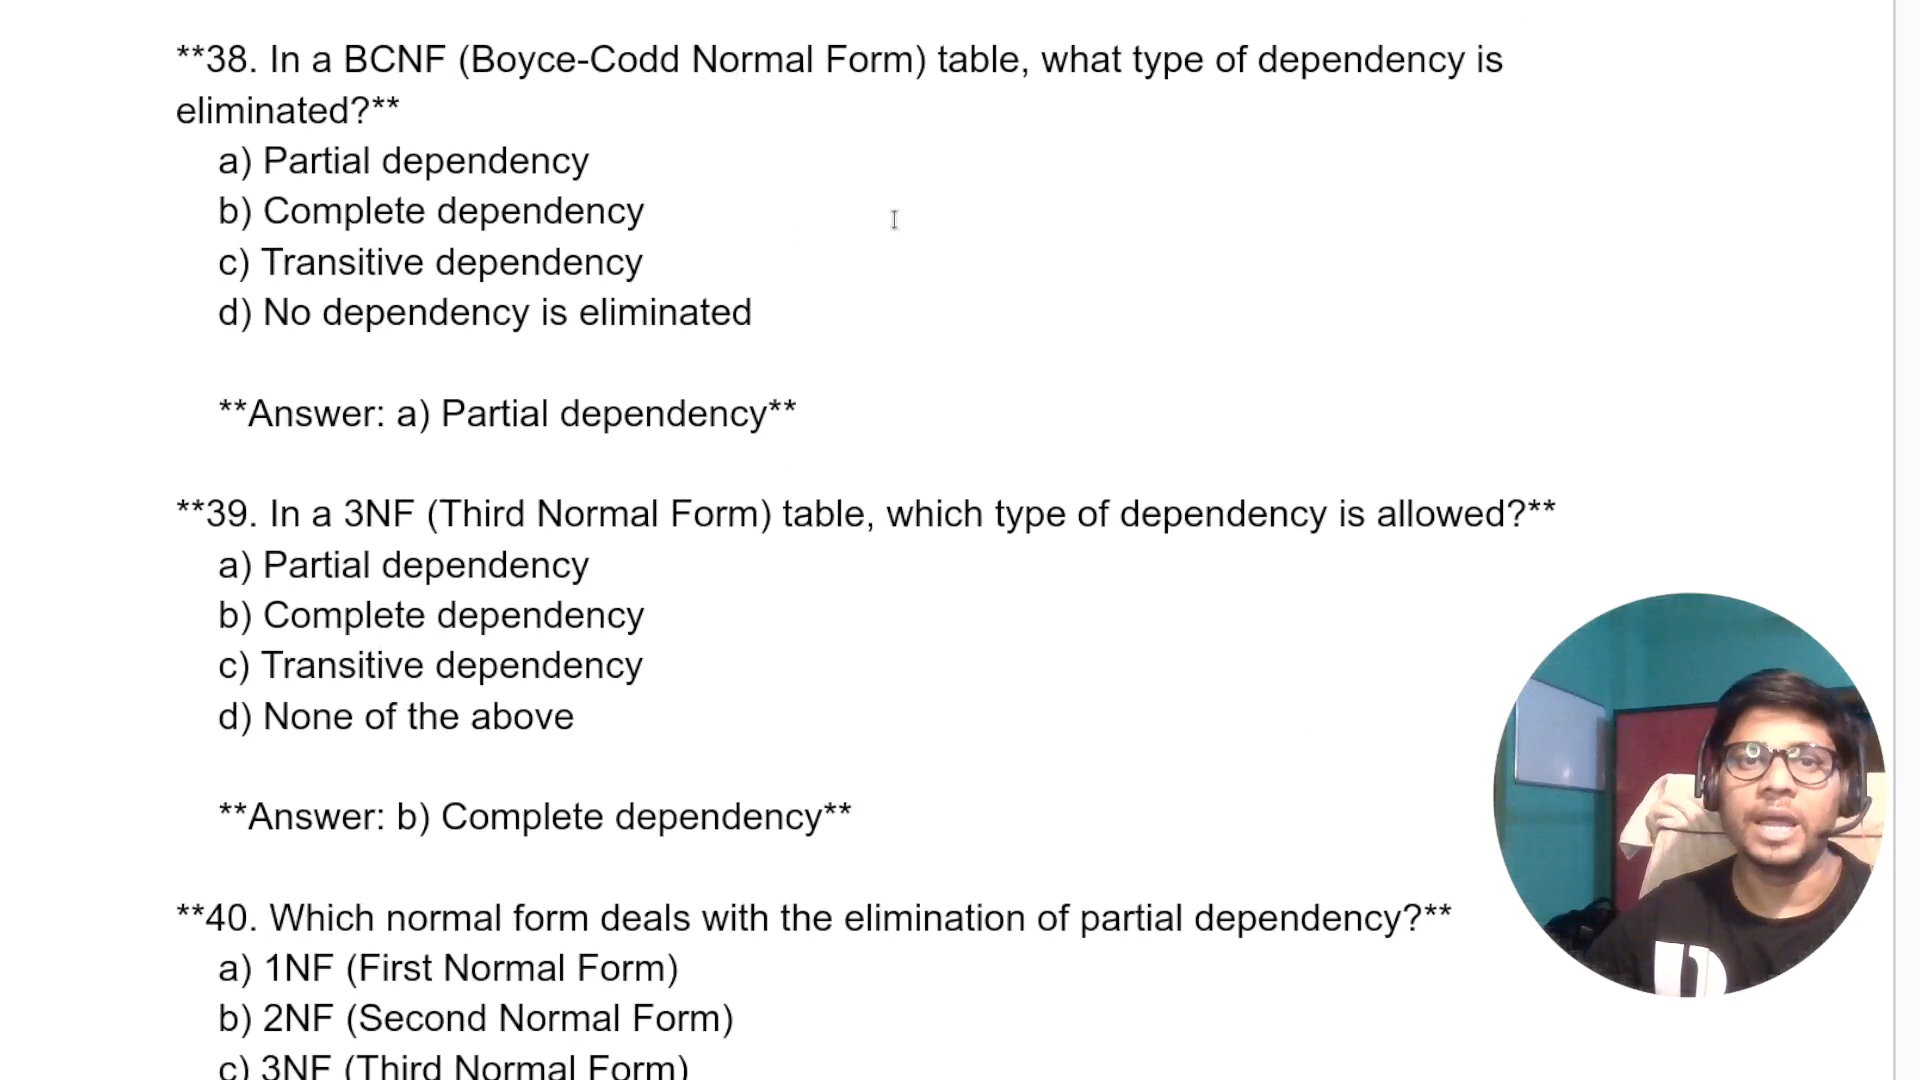 **38. In a BCNF (Boyce-Codd Normal Form) table, what type of dependency is
eliminated?**
a) Partial dependency
b) Complete dependency
c) Transitive dependency
d) No dependency is eliminated
**Answer: a) Partial dependency**
**39. In a 3NF (Third Normal Form) table, which type of dependency is allowed?**
a) Partial dependency
b) Complete dependency
c) Transitive dependency
d) None of the above
**Answer: b) Complete dependency**
**40. Which normal form deals with the elimination of partial dependency?**
a) 1NF (First Normal Form)
b) 2NF (Second Normal Form)
c) 3NF (Third Normal Form)